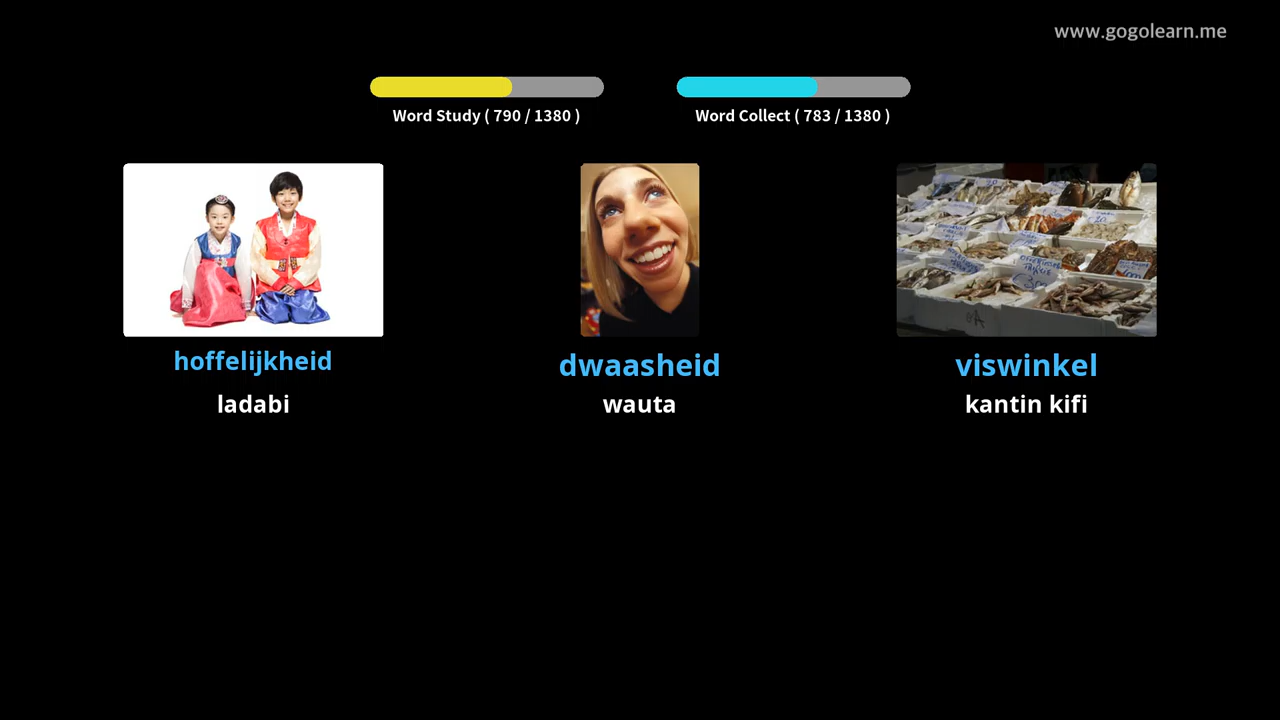 www.gogolearn.me
Word Study ( 790 / 1380 )
Word Collect ( 783 / 1380 )
hoffelijkheid
dwaasheid
viswinkel
ladabi
wauta
kantin kifi